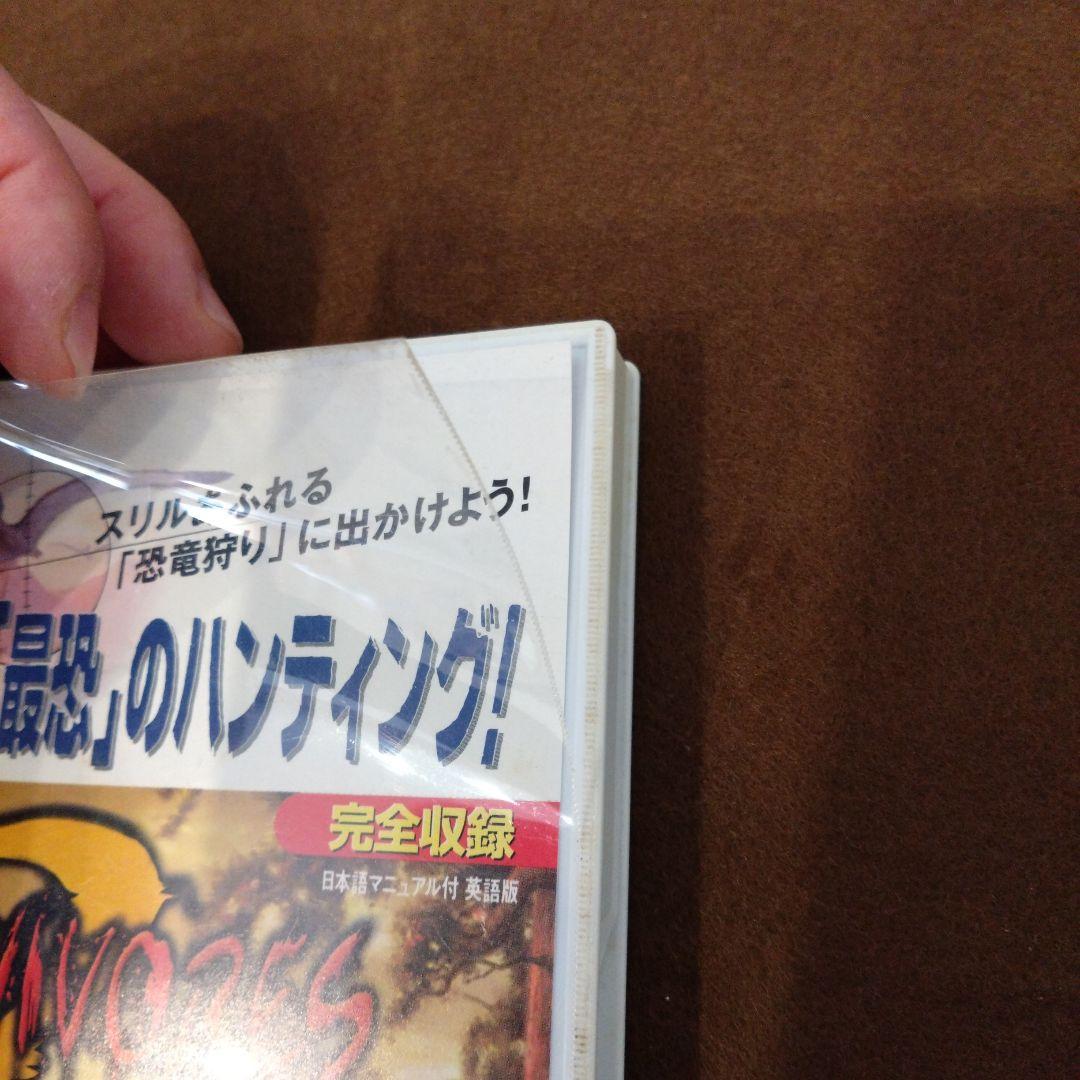 スリルあふれる
「恐竜狩り」に出かけよう!
「最恐」のハンティング!
完全収録
日本語マニュアル付 英語版
IVORES